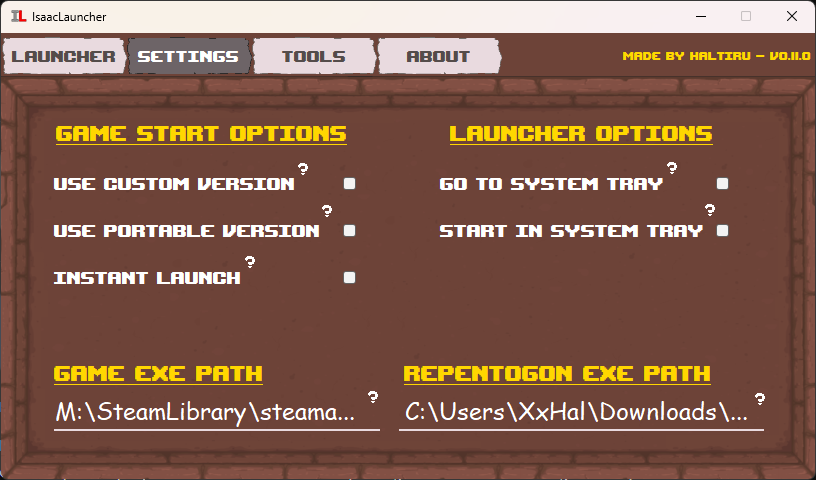 IL IsaacLauncher
LAUNCHER SETTINGS TOOLS ABOUT MADE BY HALTIRU - V0.11.0
GAME START OPTIONS
USE CUSTOM VERSION ?
USE PORTABLE VERSION ?
INSTANT LAUNCH ?
LAUNCHER OPTIONS
GO TO SYSTEM TRAY ?
START IN SYSTEM TRAY ?
GAME EXE PATH
M:\SteamLibrary\steama... ?
REPENTOGON EXE PATH
C:\Users\XxHal\Downloads\... ?